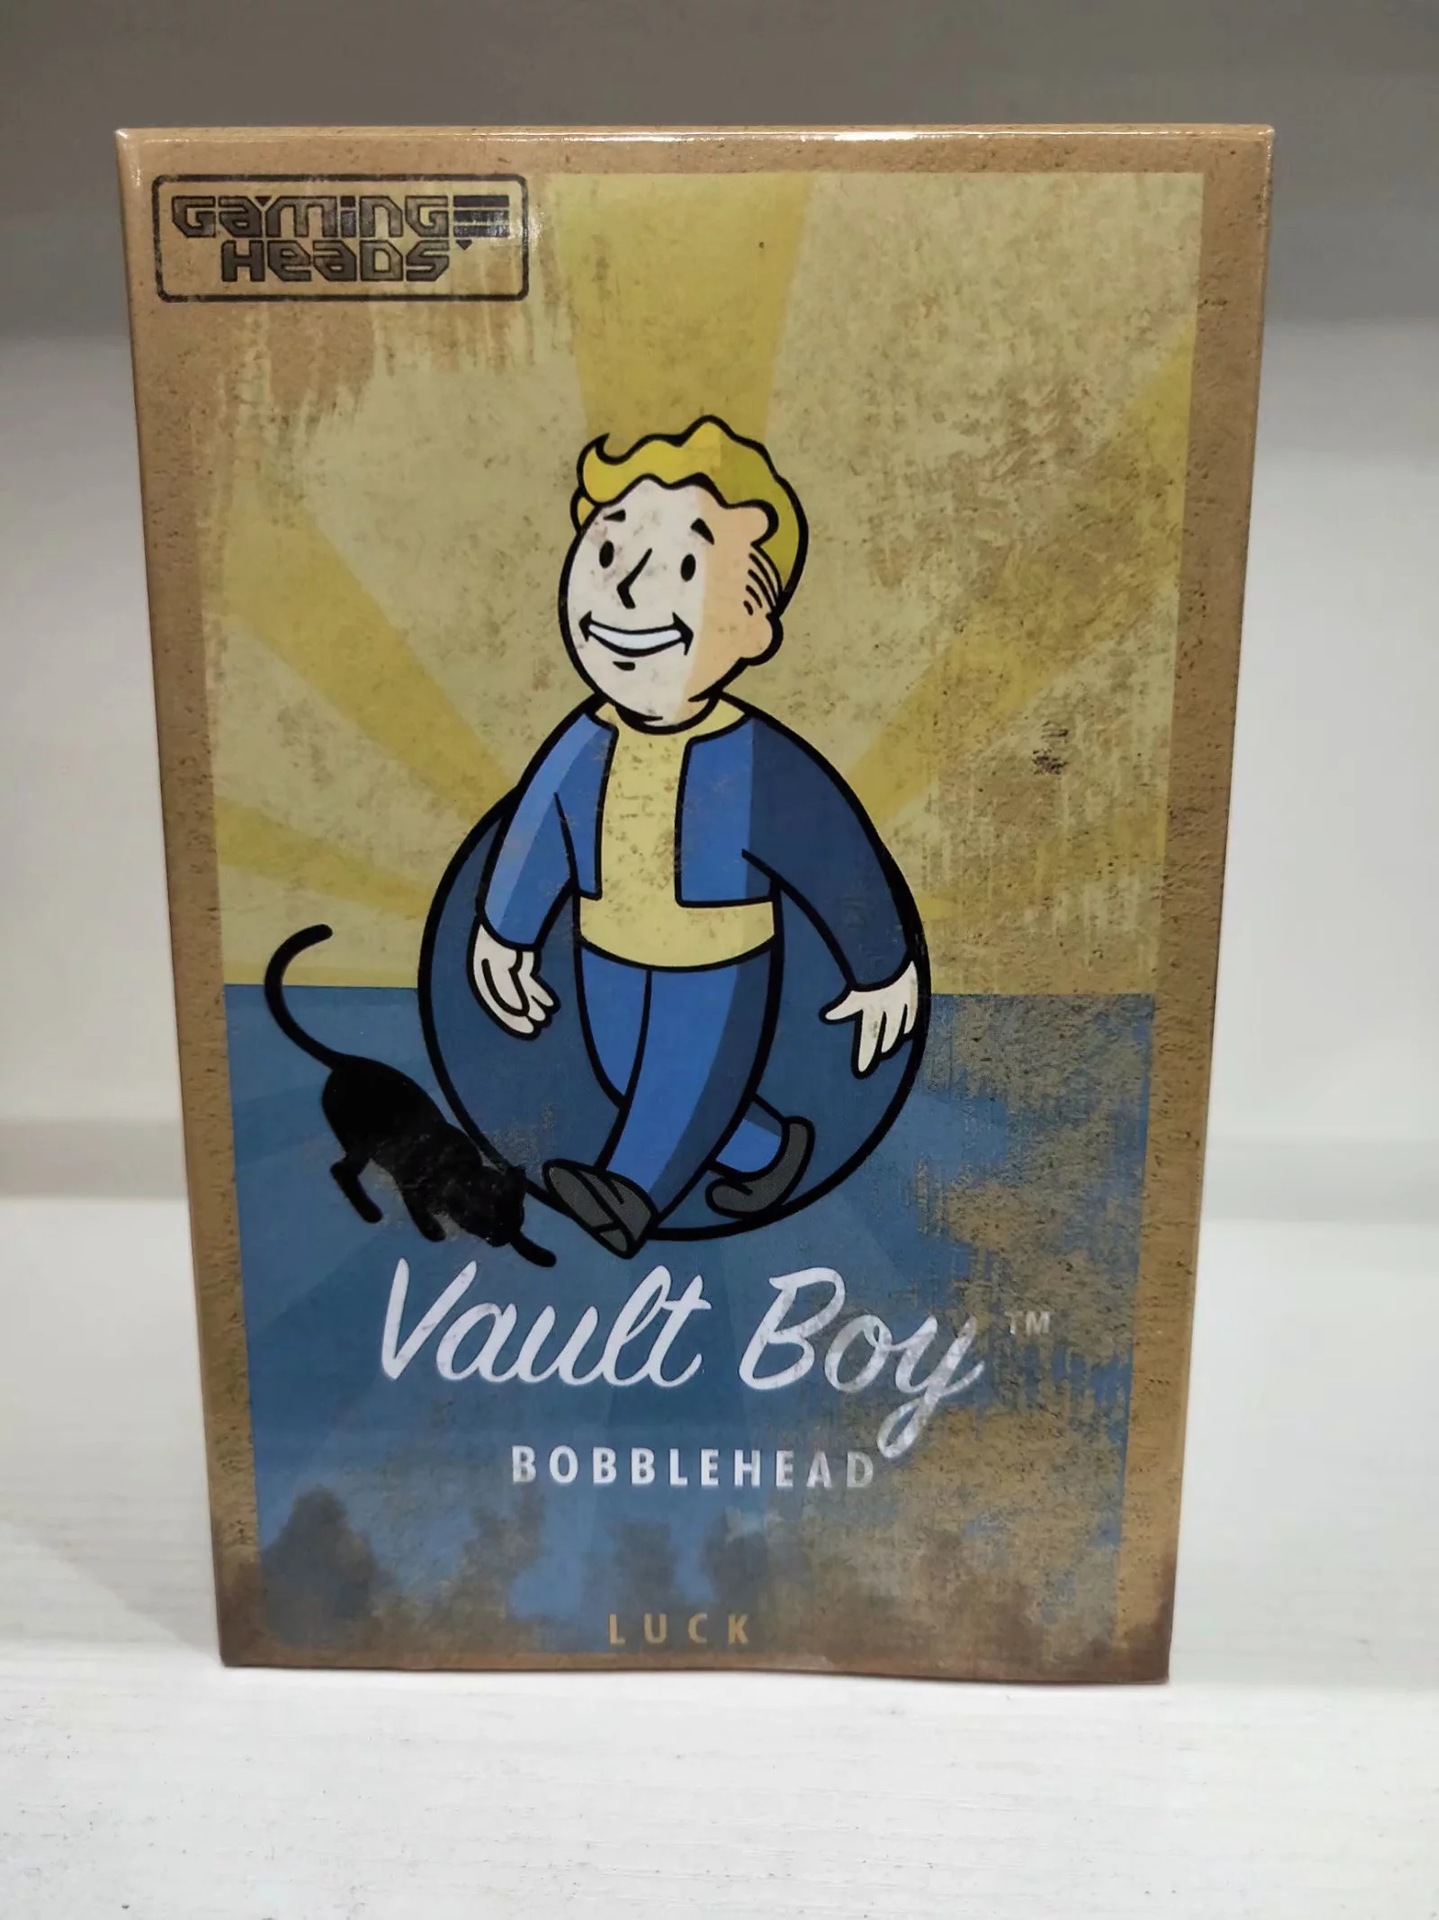 GAMING
HEADS
Vault Boy™
BOBBLEHEAD
LUCK